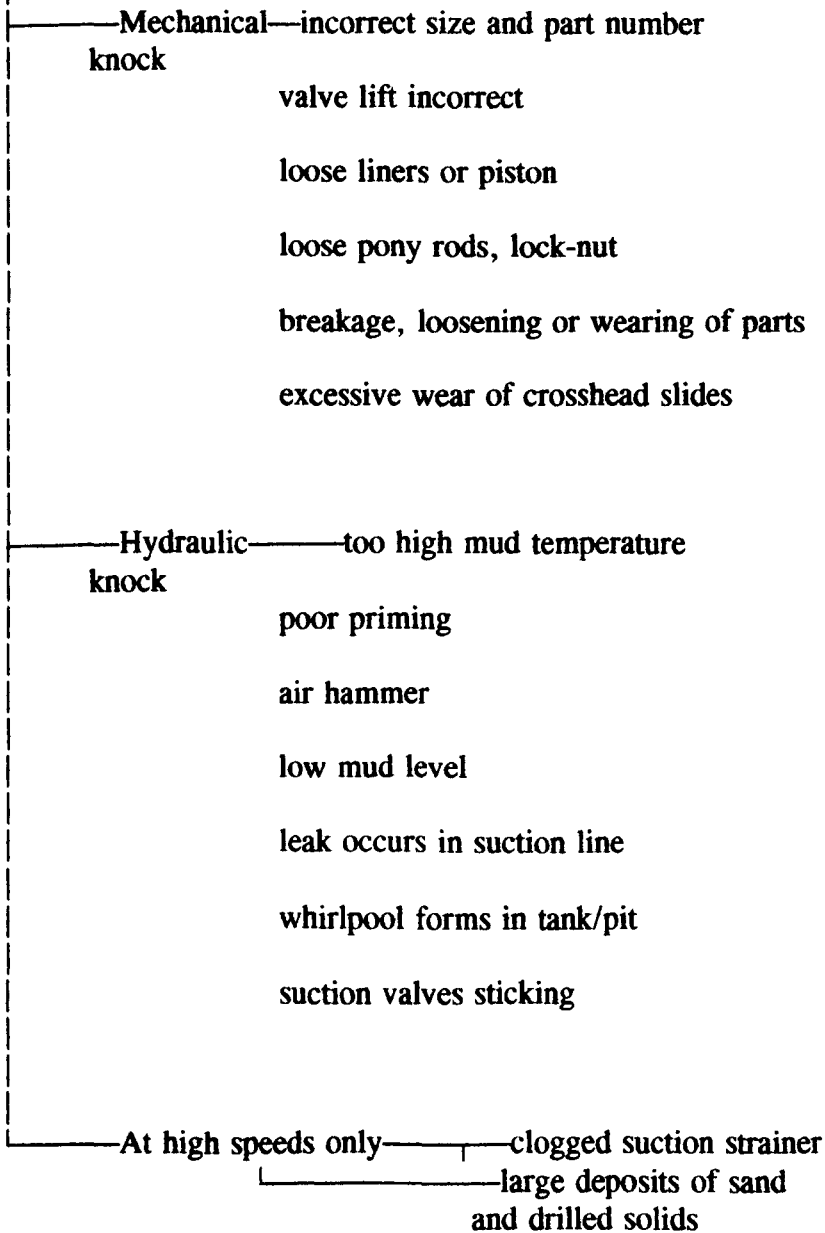 Mechanical—incorrect size and part number
knock
valve lift incorrect
loose liners or piston
loose pony rods, lock-nut
breakage, loosening or wearing of parts
excessive wear of crosshead slides
Hydraulic———too high mud temperature
knock
poor priming
air hammer
low mud level
leak occurs in suction line
whirlpool forms in tank/pit
suction valves sticking
At high speeds only———clogged suction strainer
large deposits of sand
and drilled solids